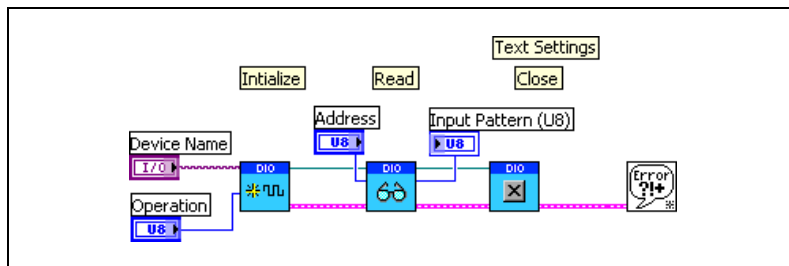 Text Settings
Intialize
Read
Close
Address
Input Pattern (U8)
U8
U8
Device Name
I/O
DIO
DIO
DIO
Error
?!+
Operation
U8